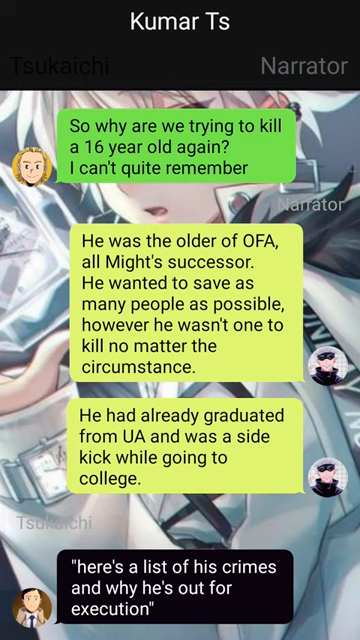 Kumar Ts
Tsukaichi
Narrator
So why are we trying to kill
a 16 year old again?
I can't quite remember
Narrator
He was the older of OFA,
all Might's successor.
He wanted to save as
many people as possible,
however he wasn't one to
kill no matter the
circumstance.
He had already graduated
from UA and was a side
kick while going to
college.
Tsukaichi
"here's a list of his crimes
and why he's out for
execution"